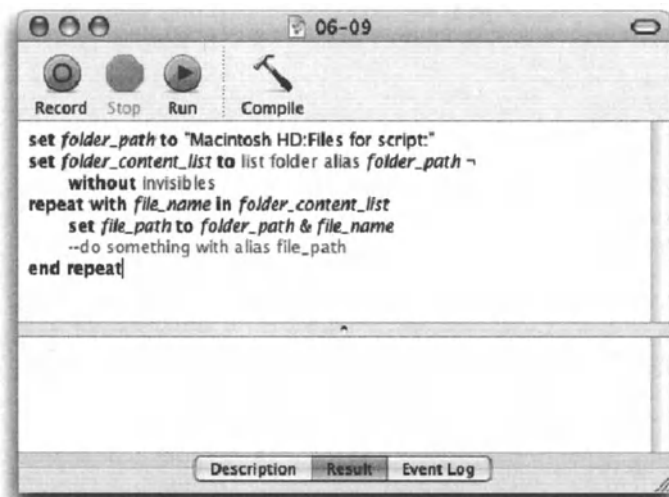 06-09
Record Stop Run Compile
set folder_path to "Macintosh HD:Files for script:"
set folder_content_list to list folder alias folder_path ¬
without invisibles
repeat with file_name in folder_content_list
set file_path to folder_path & file_name
--do something with alias file_path
end repeat
Description Result Event Log